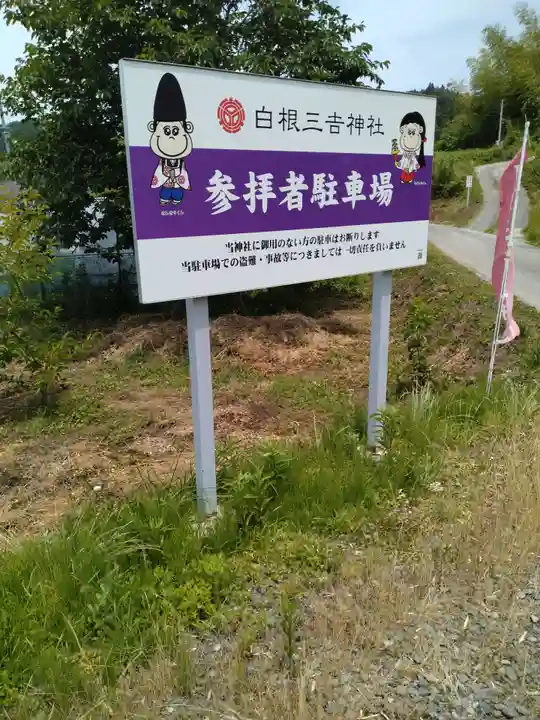 白根三吉神社
参拝者駐車場
当神社に御用のない方の駐車はお断りします
当駐車場での盗難・事故等につきましては一切責任を負いません